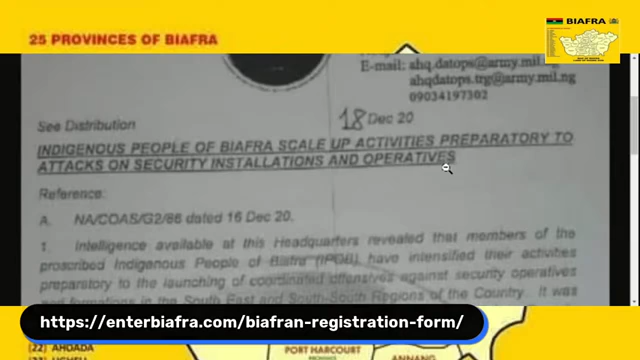 25 PROVINCES OF BIAFRA
BIAFRA
E-mail: ahq.datops@army.mil
ahqdatops.trg@army.mil.ng
09034197302
18 Dec 20
See Distribution
INDIGENOUS PEOPLE OF BIAFRA SCALE UP ACTIVITIES PREPARATORY TO
ATTACKS ON SECURITY INSTALLATIONS AND OPERATIVES
Reference:
A. NA/COAS/G2/86 dated 16 Dec 20.
1. Intelligence available at this Headquarters revealed that members of the
proscribed Indigenous People of Biafra (IPOB) have intensified their activities
preparatory to the launching of coordinated offensives against security operatives
and formations in the South East and South-South Regions of the Country. It was
https://enterbiafra.com/biafran-registration-form/
(22) AHOADA
PORT HARCOURT
ANNANG